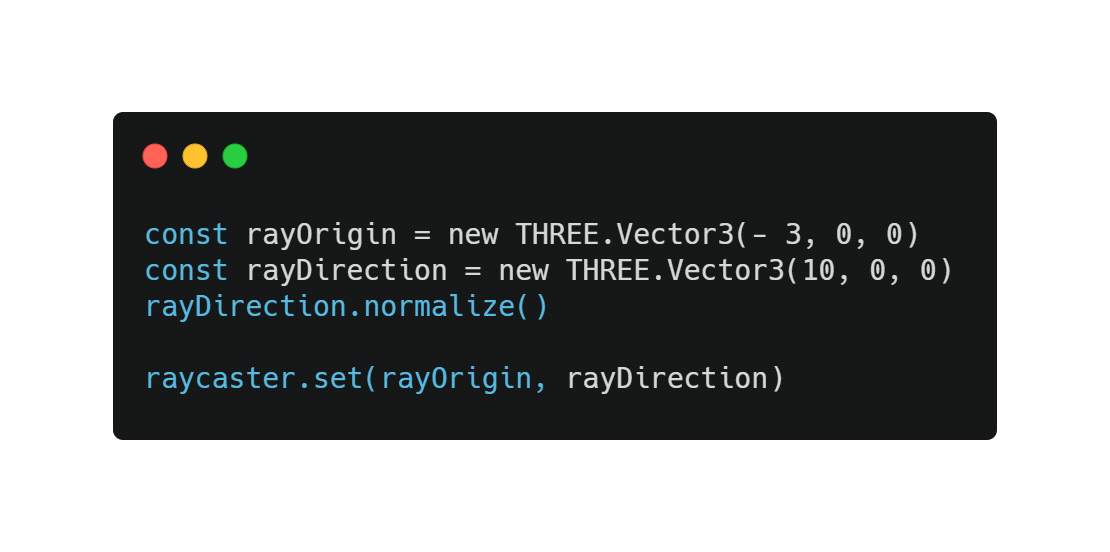 const rayOrigin = new THREE.Vector3(- 3, 0, 0)
const rayDirection = new THREE.Vector3(10, 0, 0)
rayDirection.normalize()
raycaster.set(rayOrigin, rayDirection)